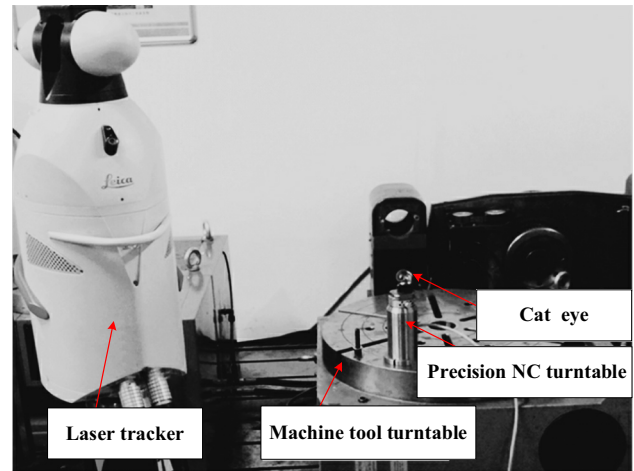 Leica
Cat eye
Precision NC turntable
Laser tracker
Machine tool turntable